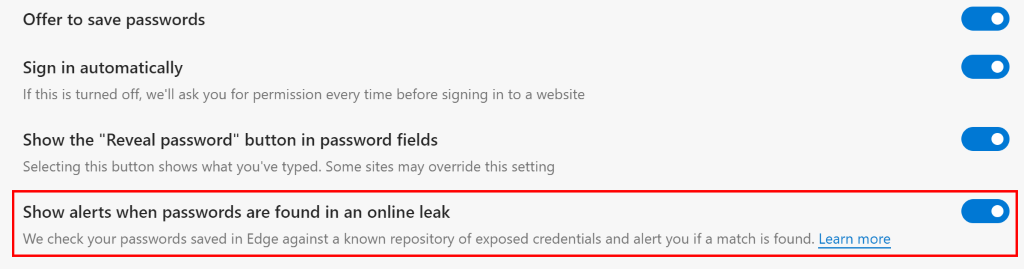 Offer to save passwords
Sign in automatically
If this is turned off, we'll ask you for permission every time before signing in to a website
Show the "Reveal password" button in password fields
Selecting this button shows what you've typed. Some sites may override this setting
Show alerts when passwords are found in an online leak
We check your passwords saved in Edge against a known repository of exposed credentials and alert you if a match is found. Learn more